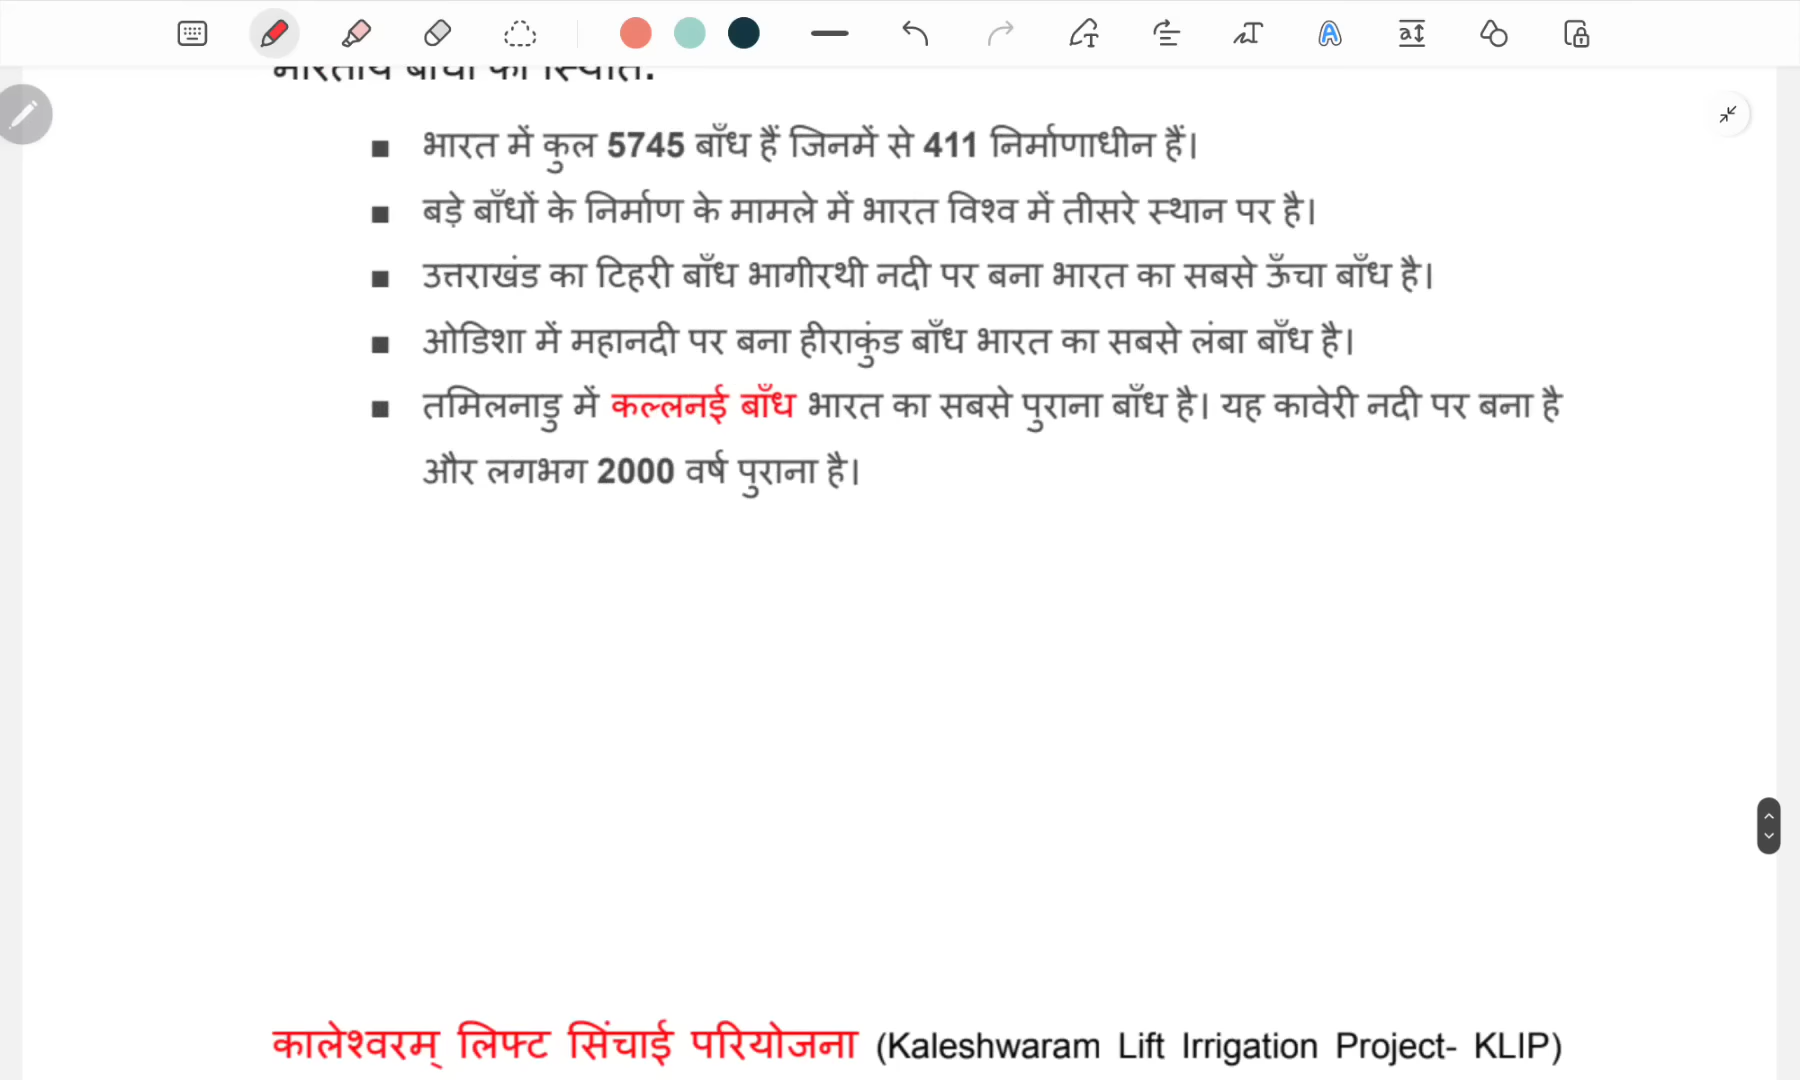 भारतीय बाँधों की स्थिति:
▪ भारत में कुल 5745 बाँध हैं जिनमें से 411 निर्माणाधीन हैं।
▪ बड़े बाँधों के निर्माण के मामले में भारत विश्व में तीसरे स्थान पर है।
▪ उत्तराखंड का टिहरी बाँध भागीरथी नदी पर बना भारत का सबसे ऊँचा बाँध है।
▪ ओडिशा में महानदी पर बना हीराकुंड बाँध भारत का सबसे लंबा बाँध है।
▪ तमिलनाडु में कल्लनई बाँध भारत का सबसे पुराना बाँध है। यह कावेरी नदी पर बना है
और लगभग 2000 वर्ष पुराना है।
कालेश्वरम् लिफ्ट सिंचाई परियोजना (Kaleshwaram Lift Irrigation Project- KLIP)